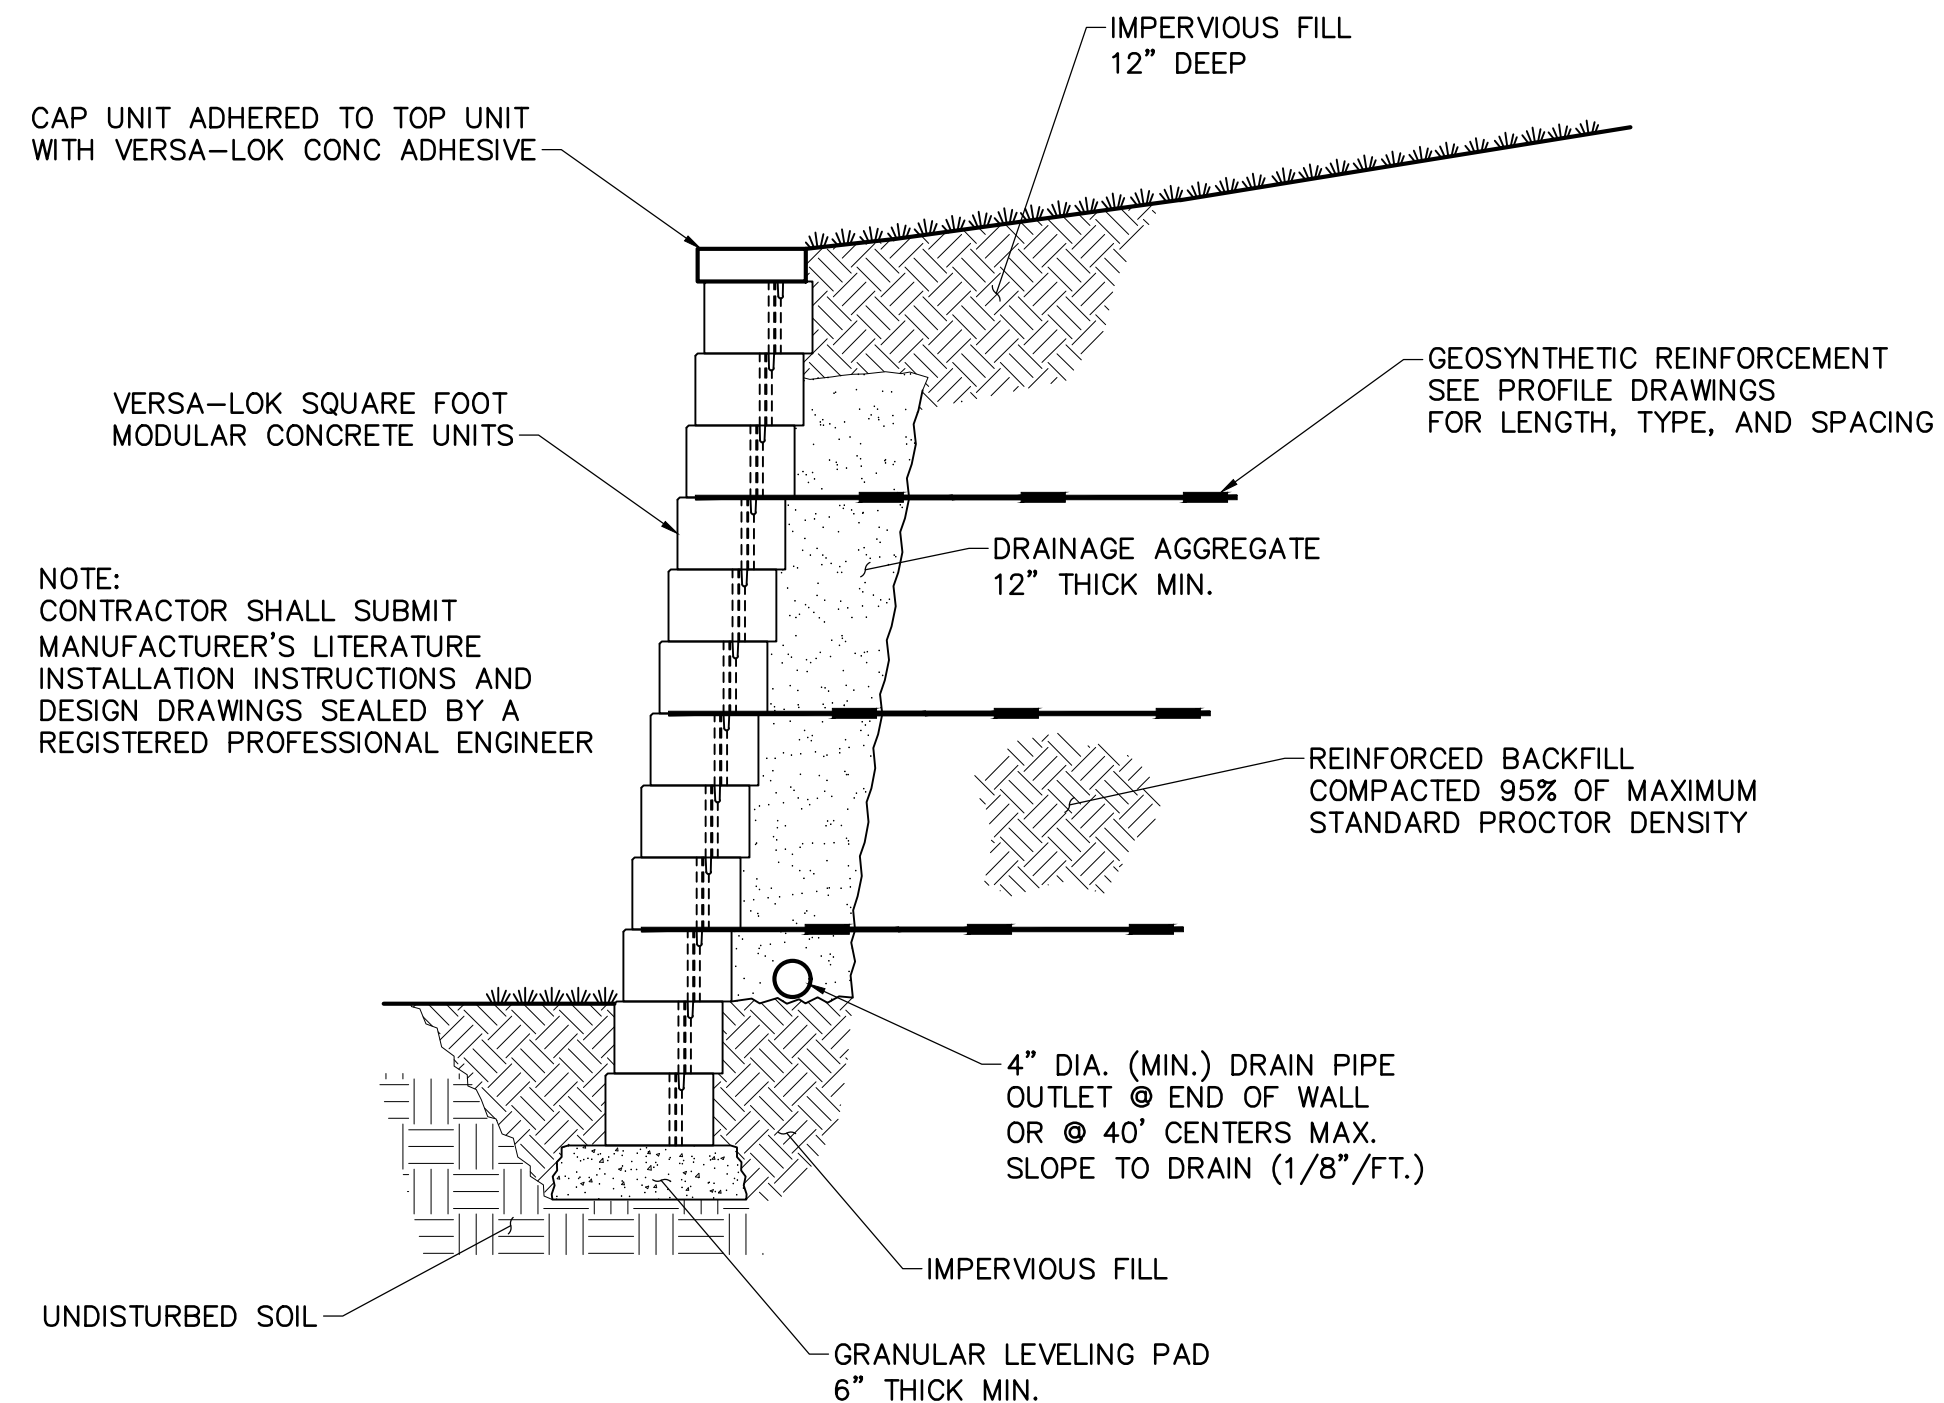 IMPERVIOUS FILL
12" DEEP
CAP UNIT ADHERED TO TOP UNIT
WITH VERSA-LOK CONC ADHESIVE
GEOSYNTHETIC REINFORCEMENT
SEE PROFILE DRAWINGS
FOR LENGTH, TYPE, AND SPACING
VERSA-LOK SQUARE FOOT
MODULAR CONCRETE UNITS
DRAINAGE AGGREGATE
12" THICK MIN.
NOTE:
CONTRACTOR SHALL SUBMIT
MANUFACTURER'S LITERATURE
INSTALLATION INSTRUCTIONS AND
DESIGN DRAWINGS SEALED BY A
REGISTERED PROFESSIONAL ENGINEER
REINFORCED BACKFILL
COMPACTED 95% OF MAXIMUM
STANDARD PROCTOR DENSITY
4" DIA. (MIN.) DRAIN PIPE
OUTLET @ END OF WALL
OR @ 40' CENTERS MAX.
SLOPE TO DRAIN (1/8"/FT.)
IMPERVIOUS FILL
UNDISTURBED SOIL
GRANULAR LEVELING PAD
6" THICK MIN.